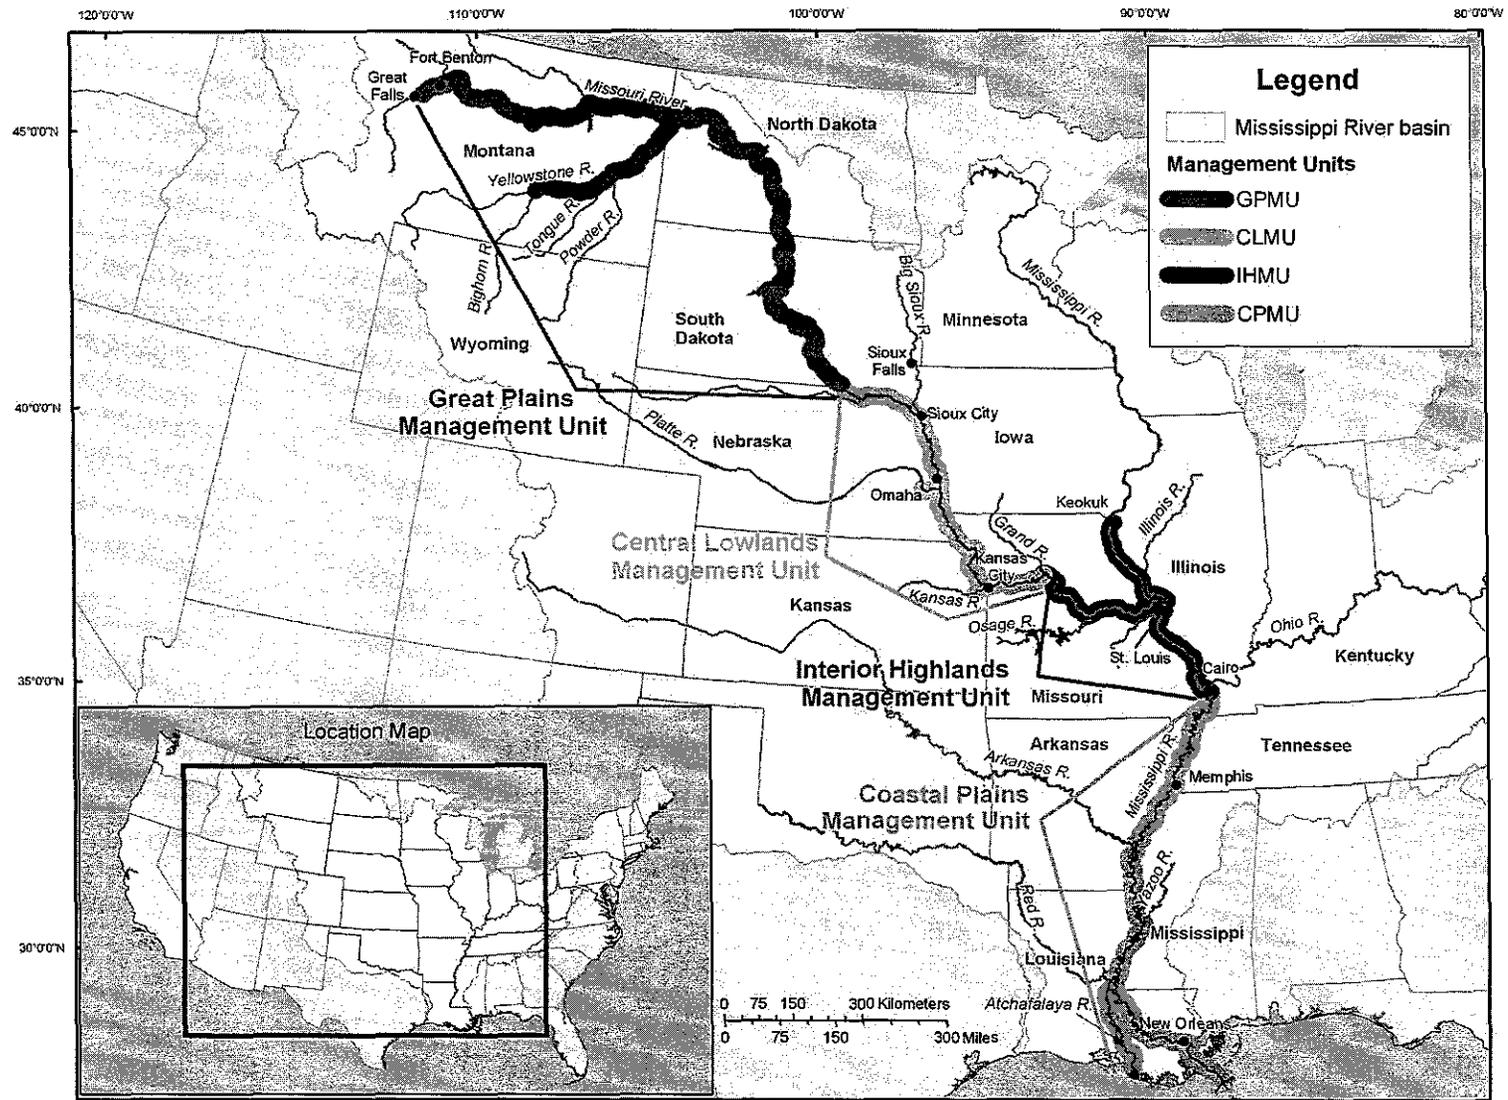 120°0'0"W
110°0'0"W
100°0'0"W
90°0'0"W
80°0'0"W
45°0'0"N
40°0'0"N
35°0'0"N
30°0'0"N
Legend
Mississippi River basin
Management Units
GPMU
CLMU
IHMU
CPMU
Fort Benton
Great
Falls
Missouri River
North Dakota
Montana
Yellowstone R.
Tongue R.
Powder R.
Bighorn R.
Big Sioux R.
Mississippi R.
Minnesota
South
Dakota
Wyoming
Sioux
Falls
Great Plains
Management Unit
Sioux City
Platte R.
Nebraska
Iowa
Omaha
Keokuk
Illinois R.
Grand R.
Central Lowlands
Management Unit
Kansas
City
Illinois
Kansas R.
Kansas
Osage R.
Ohio R.
St. Louis
Cairo
Kentucky
Interior Highlands
Management Unit
Missouri
Location Map
Arkansas
Mississippi R.
Tennessee
Arkansas R.
Memphis
Coastal Plains
Management Unit
Yazoo R.
Red R.
Mississippi
Louisiana
Atchafalaya R.
New Orleans
0 75 150 300 Kilometers
0 75 150 300 Miles